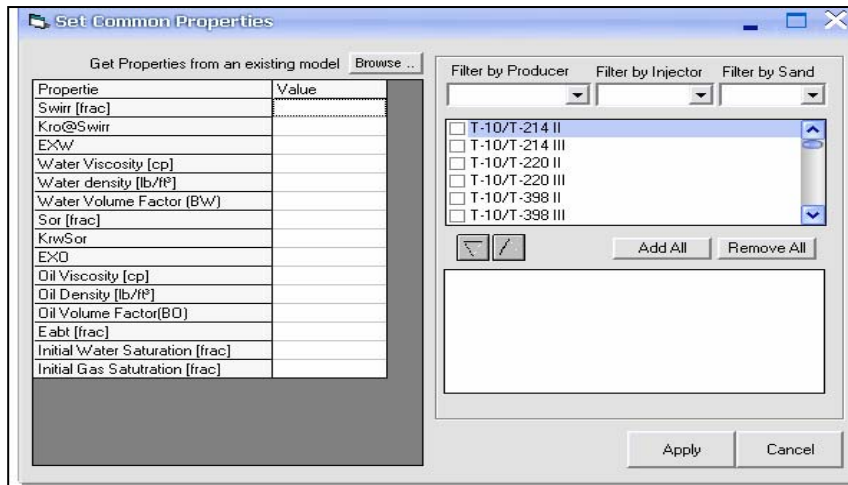 Set Common Properties
Get Properties from an existing model Browse ..
Propertie Value
Swirr [frac]
Kro@Swirr
EXW
Water Viscosity [cp]
Water density [lb/ft³]
Water Volume Factor (BW)
Sor [frac]
KrwSor
EXO
Oil Viscosity [cp]
Oil Density [lb/ft³]
Oil Volume Factor(BO)
Eabt [frac]
Initial Water Saturation [frac]
Initial Gas Satutration [frac]
Filter by Producer Filter by Injector Filter by Sand
T-10/T-214 II
T-10/T-214 III
T-10/T-220 II
T-10/T-220 III
T-10/T-398 II
T-10/T-398 III
Add All Remove All
Apply Cancel